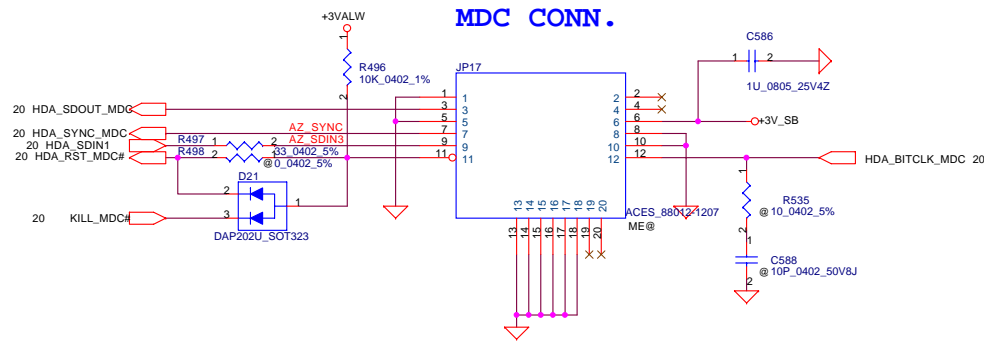 MDC CONN.
+3VALW
1
R496
10K_0402_1%
2
C586
1
2
1U_0805_25V4Z
JP17
20 HDA_SDOUT_MDC
20 HDA_SYNC_MDC
20 HDA_SDIN1
20 HDA_RST_MDC#
R497
1
2
33_0402_5%
R498
2
1
@0_0402_5%
AZ_SYNC
AZ_SDIN3
1
3
5
7
9
11
1
3
5
7
9
11
2
4
6
8
10
12
2
4
6
8
10
12
+3V_SB
HDA_BITCLK_MDC 20
D21
2
3
1
DAP202U_SOT323
20 KILL_MDC#
13
14
15
16
17
18
19
20
13
14
15
16
17
18
19
20
ACES_88012-1207
ME@
1
R535
@ 10_0402_5%
2
1
C588
@ 10P_0402_50V8J
2